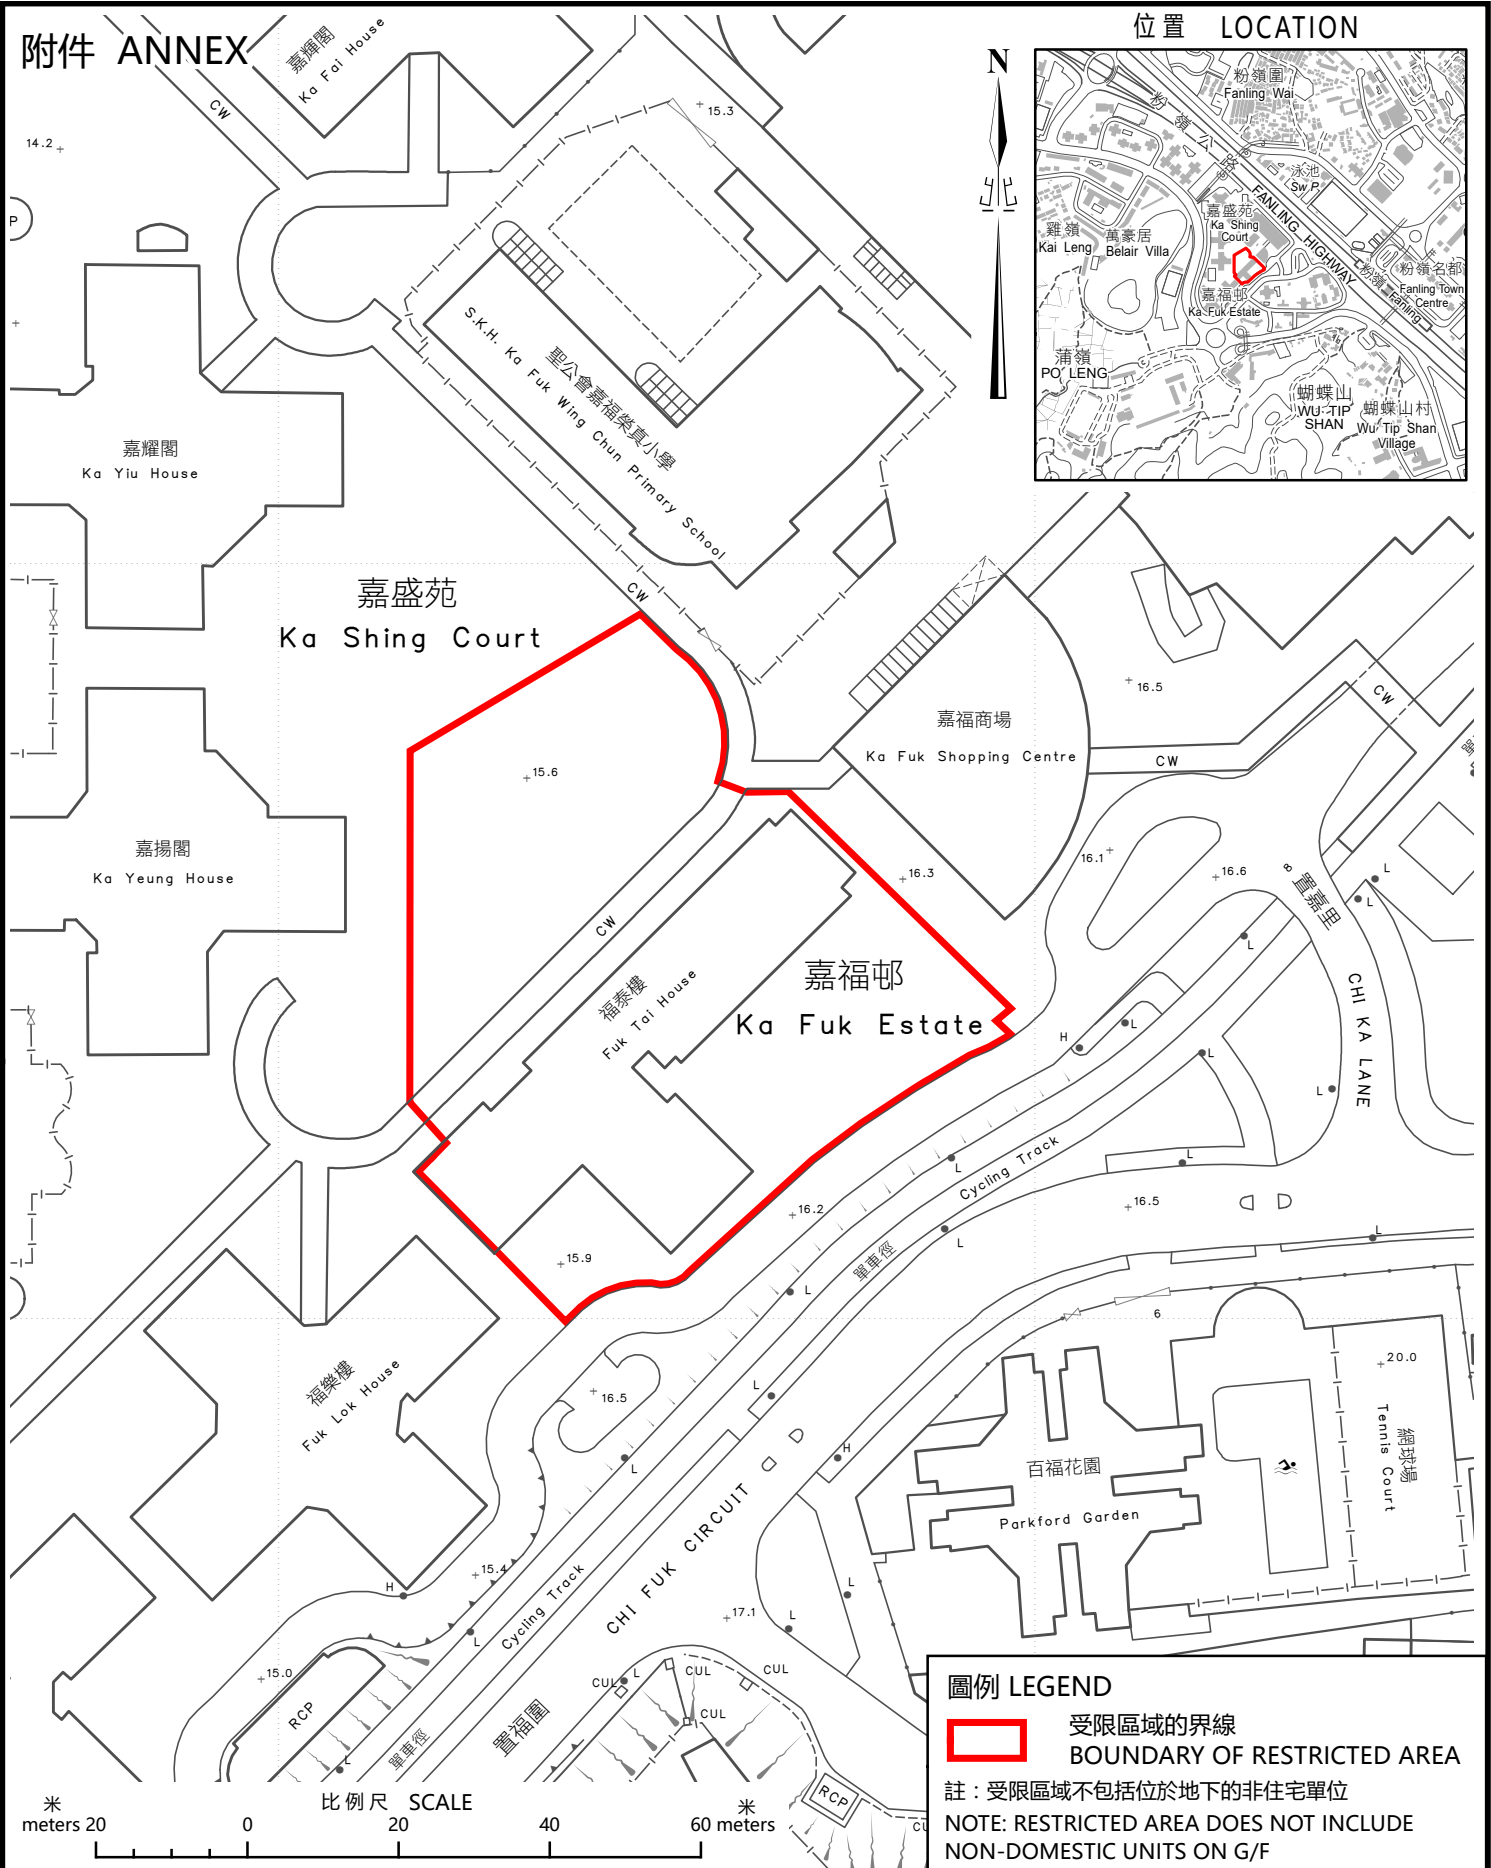 附件 ANNEX
位置 LOCATION
粉嶺圍
Fanling Wai
粉嶺公路
FANLING HIGHWAY
泳池
Sw P
嘉盛苑
Ka Shing
Court
雞嶺
Kai Leng
萬豪居
Belair Villa
嘉福邨
Ka Fuk Estate
粉嶺
Fanling
粉嶺名都
Fanling Town
Centre
蒲嶺
PO LENG
蝴蝶山
WU TIP
SHAN
蝴蝶山村
Wu Tip Shan
Village
N
嘉輝閣
Ka Fai House
CW
14.2
15.3
P
聖公會嘉福榮真小學
S.K.H. Ka Fuk Wing Chun Primary School
嘉耀閣
Ka Yiu House
嘉盛苑
Ka Shing Court
CW
16.5
CW
嘉福商場
Ka Fuk Shopping Centre
CW
15.6
嘉揚閣
Ka Yeung House
16.3
16.1
16.6
8
置嘉里
CHI KA LANE
L
L
L
CW
福泰樓
Fuk Tai House
嘉福邨
Ka Fuk Estate
H
L
L
L
Cycling Track
單車徑
L
L
L
16.2
16.5
15.9
L
L
6
福樂樓
Fuk Lok House
16.5
L
L
H
20.0
網球場
Tennis Court
百福花園
Parkford Garden
CHI FUK CIRCUIT
置福圍
15.4
H
L
Cycling Track
單車徑
17.1
L
L
15.0
RCP
L
CUL
L
CUL
CUL
CUL
RCP
圖例 LEGEND
受限區域的界線
BOUNDARY OF RESTRICTED AREA
註：受限區域不包括位於地下的非住宅單位
NOTE: RESTRICTED AREA DOES NOT INCLUDE
NON-DOMESTIC UNITS ON G/F
比例尺 SCALE
米
meters 20 0 20 40 60 meters
米